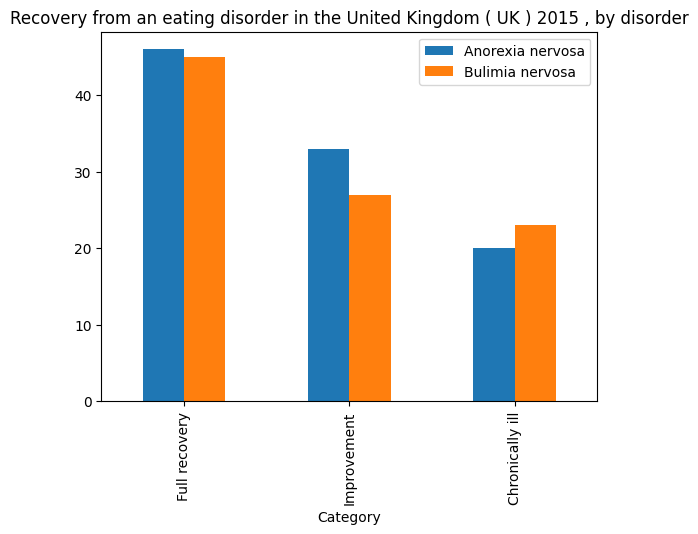 Recovery from an eating disorder in the United Kingdom ( UK ) 2015 , by disorder
Anorexia nervosa
Bulimia nervosa
40
30
20
10
0
Full recovery
Improvement
Chronically ill
Category